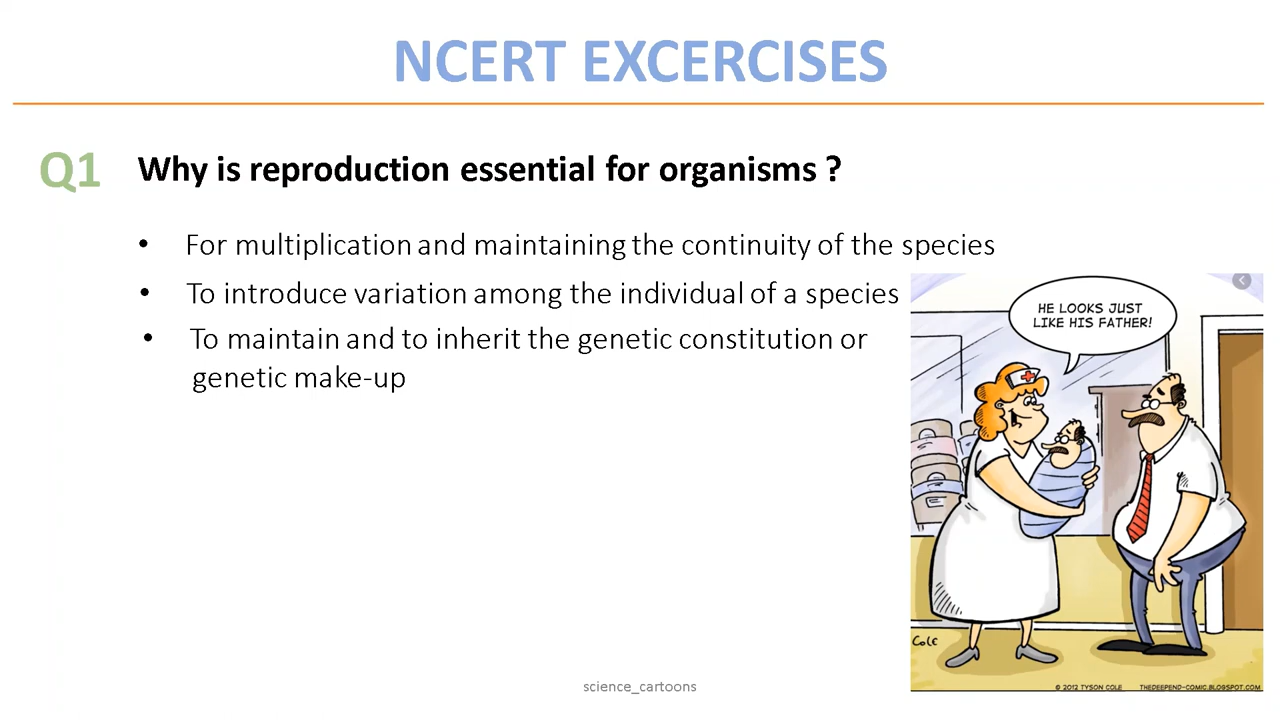 NCERT EXCERCISES
Q1 Why is reproduction essential for organisms ?
• For multiplication and maintaining the continuity of the species
• To introduce variation among the individual of a species
• To maintain and to inherit the genetic constitution or
genetic make-up
HE LOOKS JUST
LIKE HIS FATHER!
COLE
© 2012 TYSON COLE THEDEEPEND-COMIC.BLOGSPOT.COM
science_cartoons